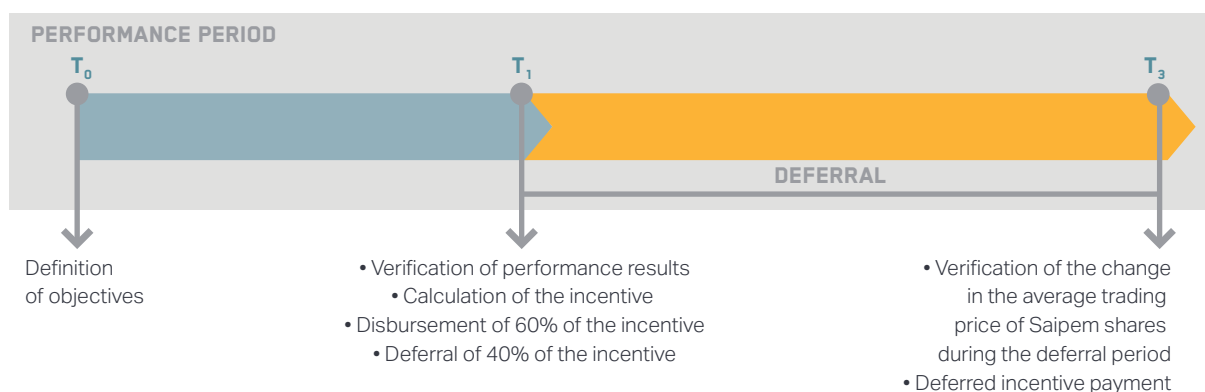 PERFORMANCE PERIOD
T₀
T₁
T₃
DEFERRAL
Definition
of objectives
• Verification of performance results
• Calculation of the incentive
• Disbursement of 60% of the incentive
• Deferral of 40% of the incentive
• Verification of the change
in the average trading
price of Saipem shares
during the deferral period
• Deferred incentive payment